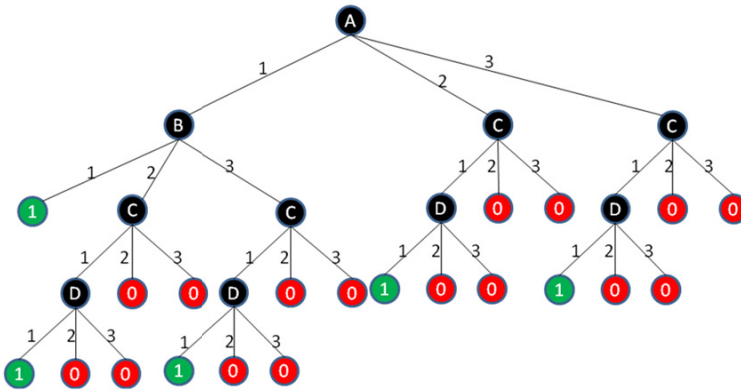 A
1 2 3
B C C
1 2 3 1 2 3 1 2 3
1 C C D 0 0 D 0 0
1 2 3 1 2 3 1 2 3 1 2 3
D 0 0 D 0 0 1 0 0 1 0 0
1 2 3 1 2 3
1 0 0 1 0 0